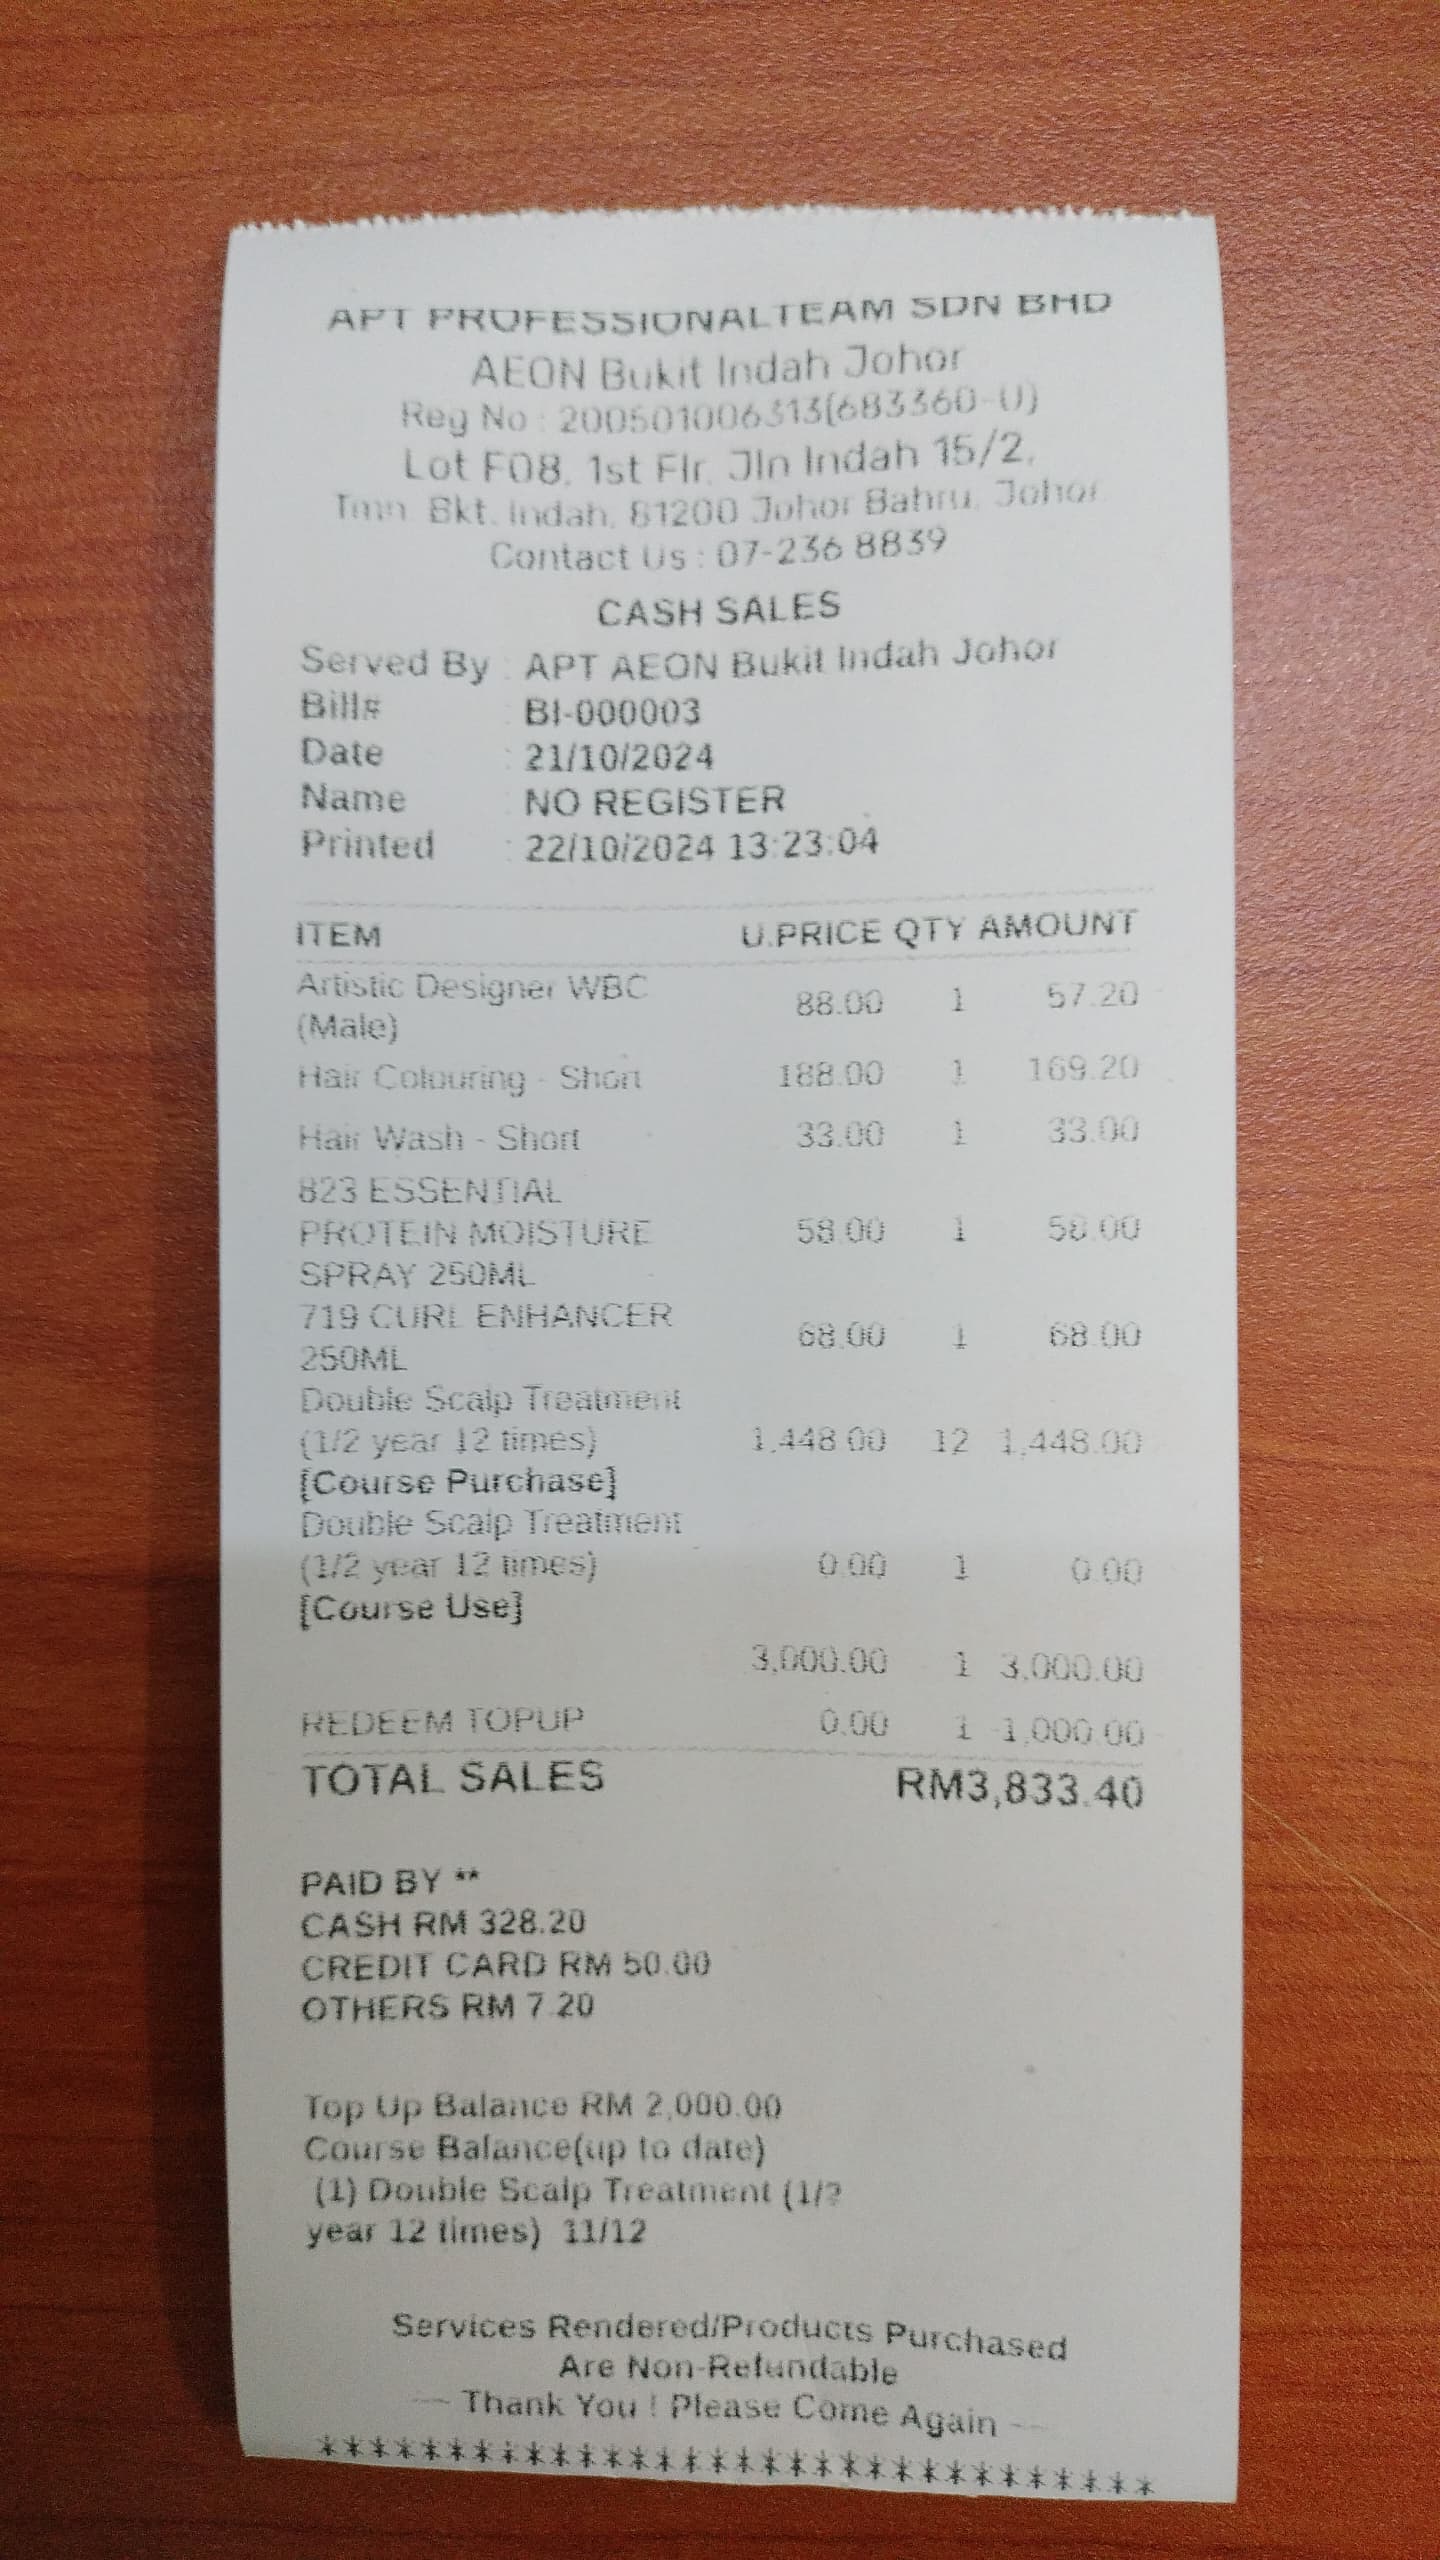 APT PROFESSIONALTEAM SDN BHD
AEON Bukit Indah Johor
Reg No : 200501006313(683360-U)
Lot F08, 1st Flr, Jln Indah 15/2,
Tmn Bkt. Indah, 81200 Johor Bahru, Johor
Contact Us : 07-236 8839
CASH SALES
Served By : APT AEON Bukit Indah Johor
Bill# : BI-000003
Date : 21/10/2024
Name : NO REGISTER
Printed : 22/10/2024 13:23:04
ITEM U.PRICE QTY AMOUNT
Artistic Designer WBC
(Male) 88.00 1 57.20
Hair Colouring - Short 188.00 1 169.20
Hair Wash - Short 33.00 1 33.00
823 ESSENTIAL
PROTEIN MOISTURE 58.00 1 58.00
SPRAY 250ML
719 CURL ENHANCER 68.00 1 68.00
250ML
Double Scalp Treatment
(1/2 year 12 times) 1,448.00 12 1,448.00
[Course Purchase]
Double Scalp Treatment
(1/2 year 12 times) 0.00 1 0.00
[Course Use]
3,000.00 1 3,000.00
REDEEM TOPUP 0.00 1 -1,000.00
TOTAL SALES RM3,833.40
PAID BY **
CASH RM 328.20
CREDIT CARD RM 50.00
OTHERS RM 7.20
Top Up Balance RM 2,000.00
Course Balance(up to date)
(1) Double Scalp Treatment (1/2
year 12 times) 11/12
Services Rendered/Products Purchased
Are Non-Refundable
--- Thank You ! Please Come Again ---
********************************